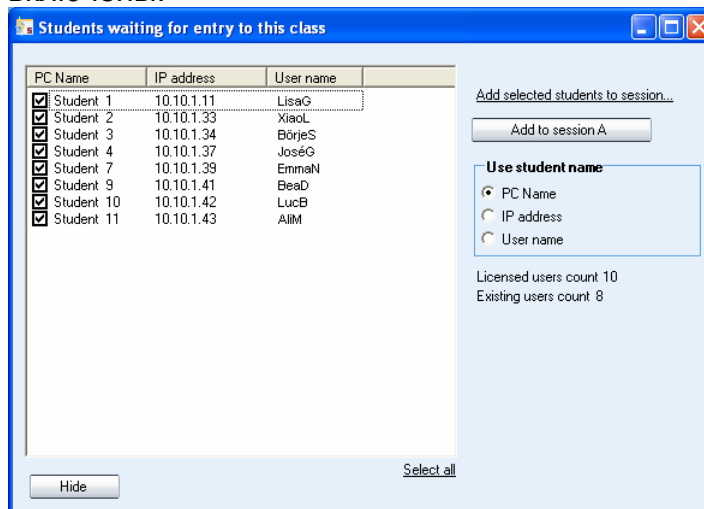 Students waiting for entry to this class
PC Name IP address User name
Student 1 10.10.1.11 LisaG
Student 2 10.10.1.33 XiaoL
Student 3 10.10.1.34 BörjeS
Student 4 10.10.1.37 JoséG
Student 7 10.10.1.39 EmmaN
Student 9 10.10.1.41 BeaD
Student 10 10.10.1.42 LucB
Student 11 10.10.1.43 AliM
Add selected students to session...
Add to session A
Use student name
PC Name
IP address
User name
Licensed users count 10
Existing users count 8
Select all
Hide